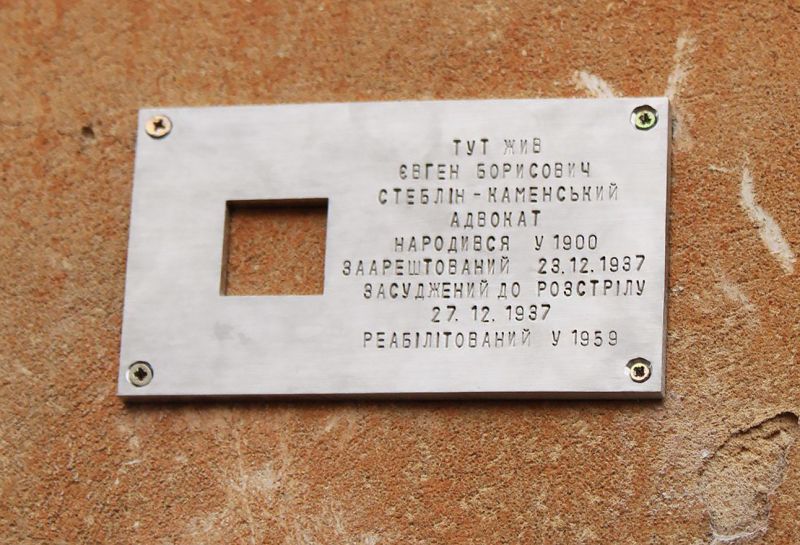 ТУТ ЖИВ
ЄВГЕН БОРИСОВИЧ
СТЕБЛІН-КАМЕНСЬКИЙ
АДВОКАТ
НАРОДИВСЯ У 1900
ЗААРЕШТОВАНИЙ 23.12.1937
ЗАСУДЖЕНИЙ ДО РОЗСТРІЛУ
27.12.1937
РЕАБІЛІТОВАНИЙ У 1959